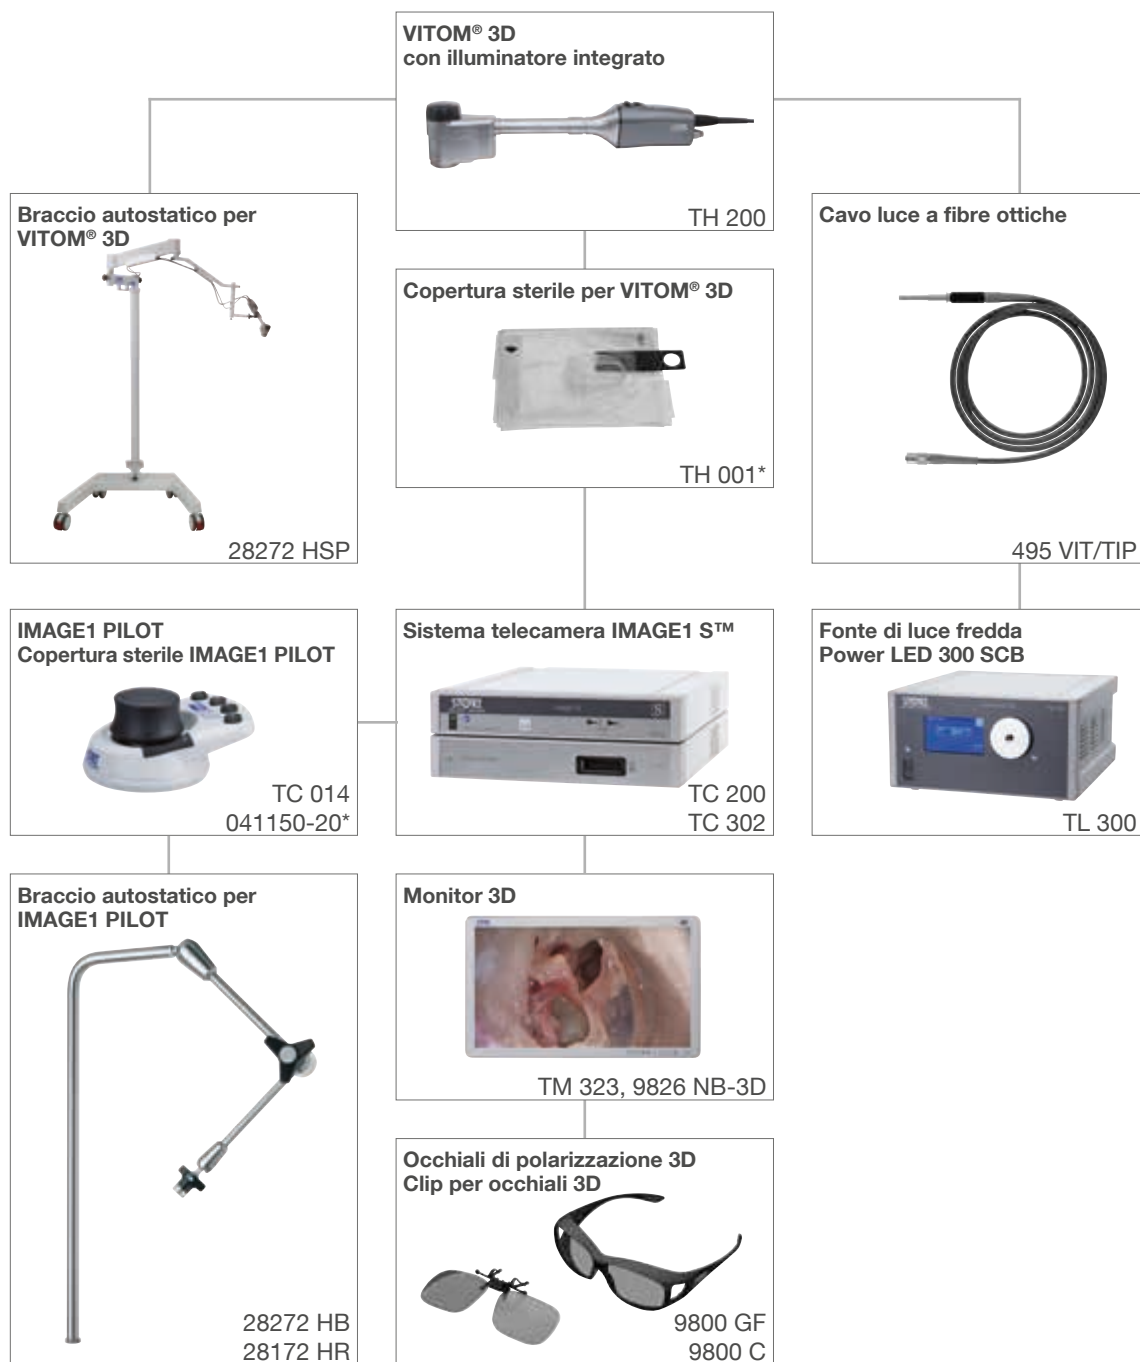 VITOM® 3D
con illuminatore integrato
TH 200
Braccio autostatico per
VITOM® 3D
28272 HSP
Copertura sterile per VITOM® 3D
TH 001*
Cavo luce a fibre ottiche
495 VIT/TIP
IMAGE1 PILOT
Copertura sterile IMAGE1 PILOT
TC 014
041150-20*
Sistema telecamera IMAGE1 S™
STORZ
S
TC 200
TC 302
Fonte di luce fredda
Power LED 300 SCB
STORZ
TL 300
Braccio autostatico per
IMAGE1 PILOT
28272 HB
28172 HR
Monitor 3D
TM 323, 9826 NB-3D
Occhiali di polarizzazione 3D
Clip per occhiali 3D
9800 GF
9800 C